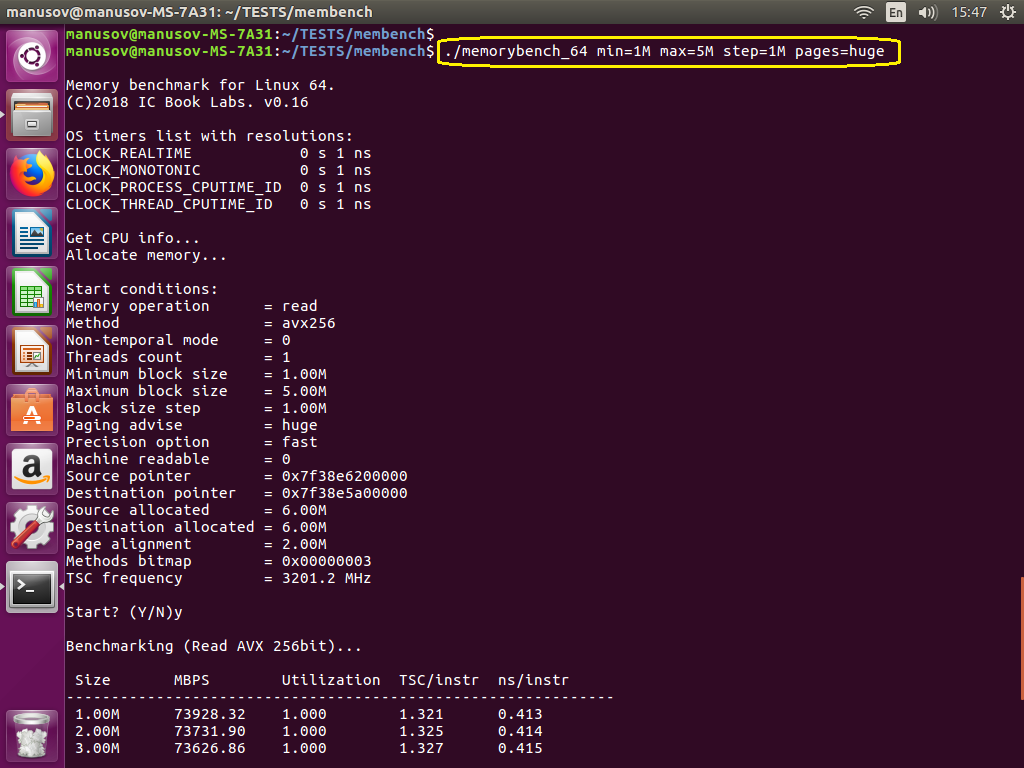 manusov@manusov-MS-7A31: ~/TESTS/membench
En
15:47
manusov@manusov-MS-7A31:~/TESTS/membench$
manusov@manusov-MS-7A31:~/TESTS/membench$ ./memorybench_64 min=1M max=5M step=1M pages=huge
Memory benchmark for Linux 64.
(C)2018 IC Book Labs. v0.16
OS timers list with resolutions:
CLOCK_REALTIME 0 s 1 ns
CLOCK_MONOTONIC 0 s 1 ns
CLOCK_PROCESS_CPUTIME_ID 0 s 1 ns
CLOCK_THREAD_CPUTIME_ID 0 s 1 ns
Get CPU info...
Allocate memory...
Start conditions:
Memory operation = read
Method = avx256
Non-temporal mode = 0
Threads count = 1
Minimum block size = 1.00M
Maximum block size = 5.00M
Block size step = 1.00M
Paging advise = huge
Precision option = fast
Machine readable = 0
Source pointer = 0x7f38e6200000
Destination pointer = 0x7f38e5a00000
Source allocated = 6.00M
Destination allocated = 6.00M
Page alignment = 2.00M
Methods bitmap = 0x00000003
TSC frequency = 3201.2 MHz
Start? (Y/N)y
Benchmarking (Read AVX 256bit)...
Size MBPS Utilization TSC/instr ns/instr
-------------------------------------------------------------
1.00M 73928.32 1.000 1.321 0.413
2.00M 73731.90 1.000 1.325 0.414
3.00M 73626.86 1.000 1.327 0.415